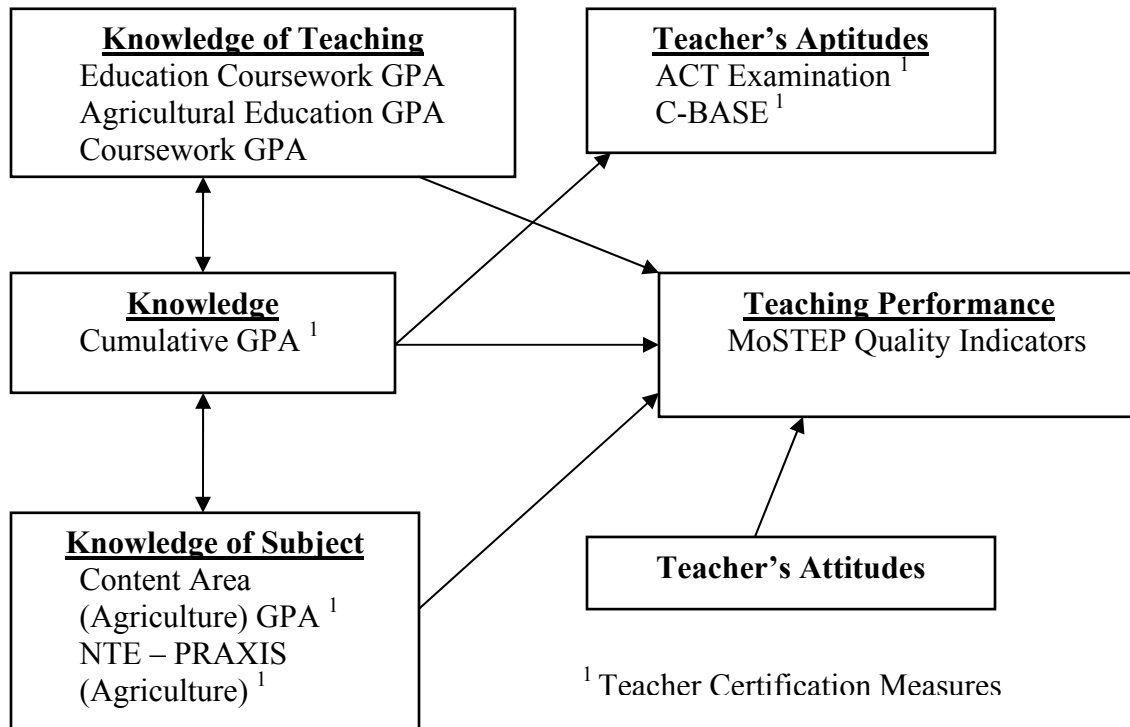 Knowledge of Teaching
Education Coursework GPA
Agricultural Education GPA
Coursework GPA
Teacher’s Aptitudes
ACT Examination ¹
C-BASE ¹
Knowledge
Cumulative GPA ¹
Teaching Performance
MoSTEP Quality Indicators
Knowledge of Subject
Content Area
(Agriculture) GPA ¹
NTE – PRAXIS
(Agriculture) ¹
Teacher’s Attitudes
¹ Teacher Certification Measures